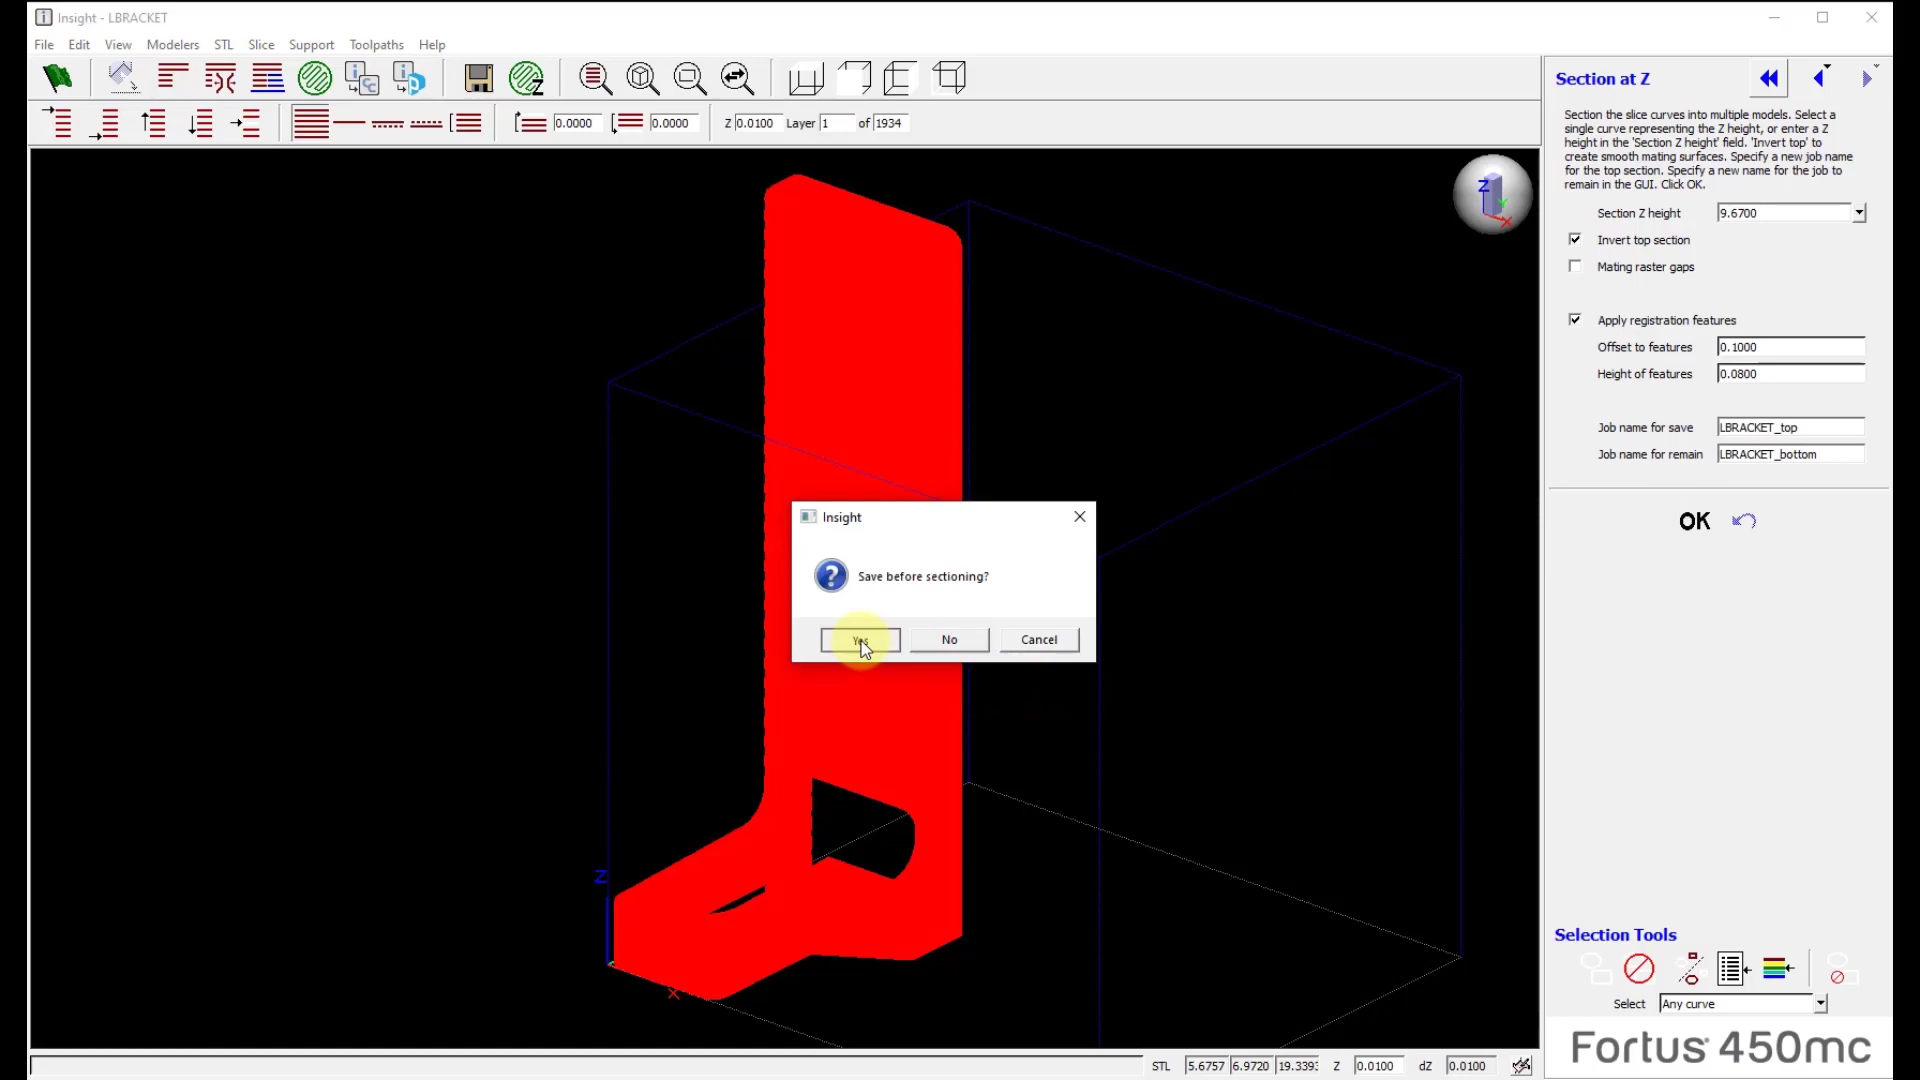 Insight - LBRACKET
File Edit View Modelers STL Slice Support Toolpaths Help
0.0000 0.0000 Z 0.0100 Layer 1 of 1934
Z
Y
X
Z
X
Insight
Save before sectioning?
Yes No Cancel
Section at Z
Section the slice curves into multiple models. Select a
single curve representing the Z height, or enter a Z
height in the 'Section Z height' field. 'Invert top' to
create smooth mating surfaces. Specify a new job name
for the top section. Specify a new name for the job to
remain in the GUI. Click OK.
Section Z height 9.6700
Invert top section
Mating raster gaps
Apply registration features
Offset to features 0.1000
Height of features 0.0800
Job name for save LBRACKET_top
Job name for remain LBRACKET_bottom
OK
Selection Tools
Select Any curve
Fortus 450mc
STL 5.6757 6.9720 19.339 Z 0.0100 dZ 0.0100